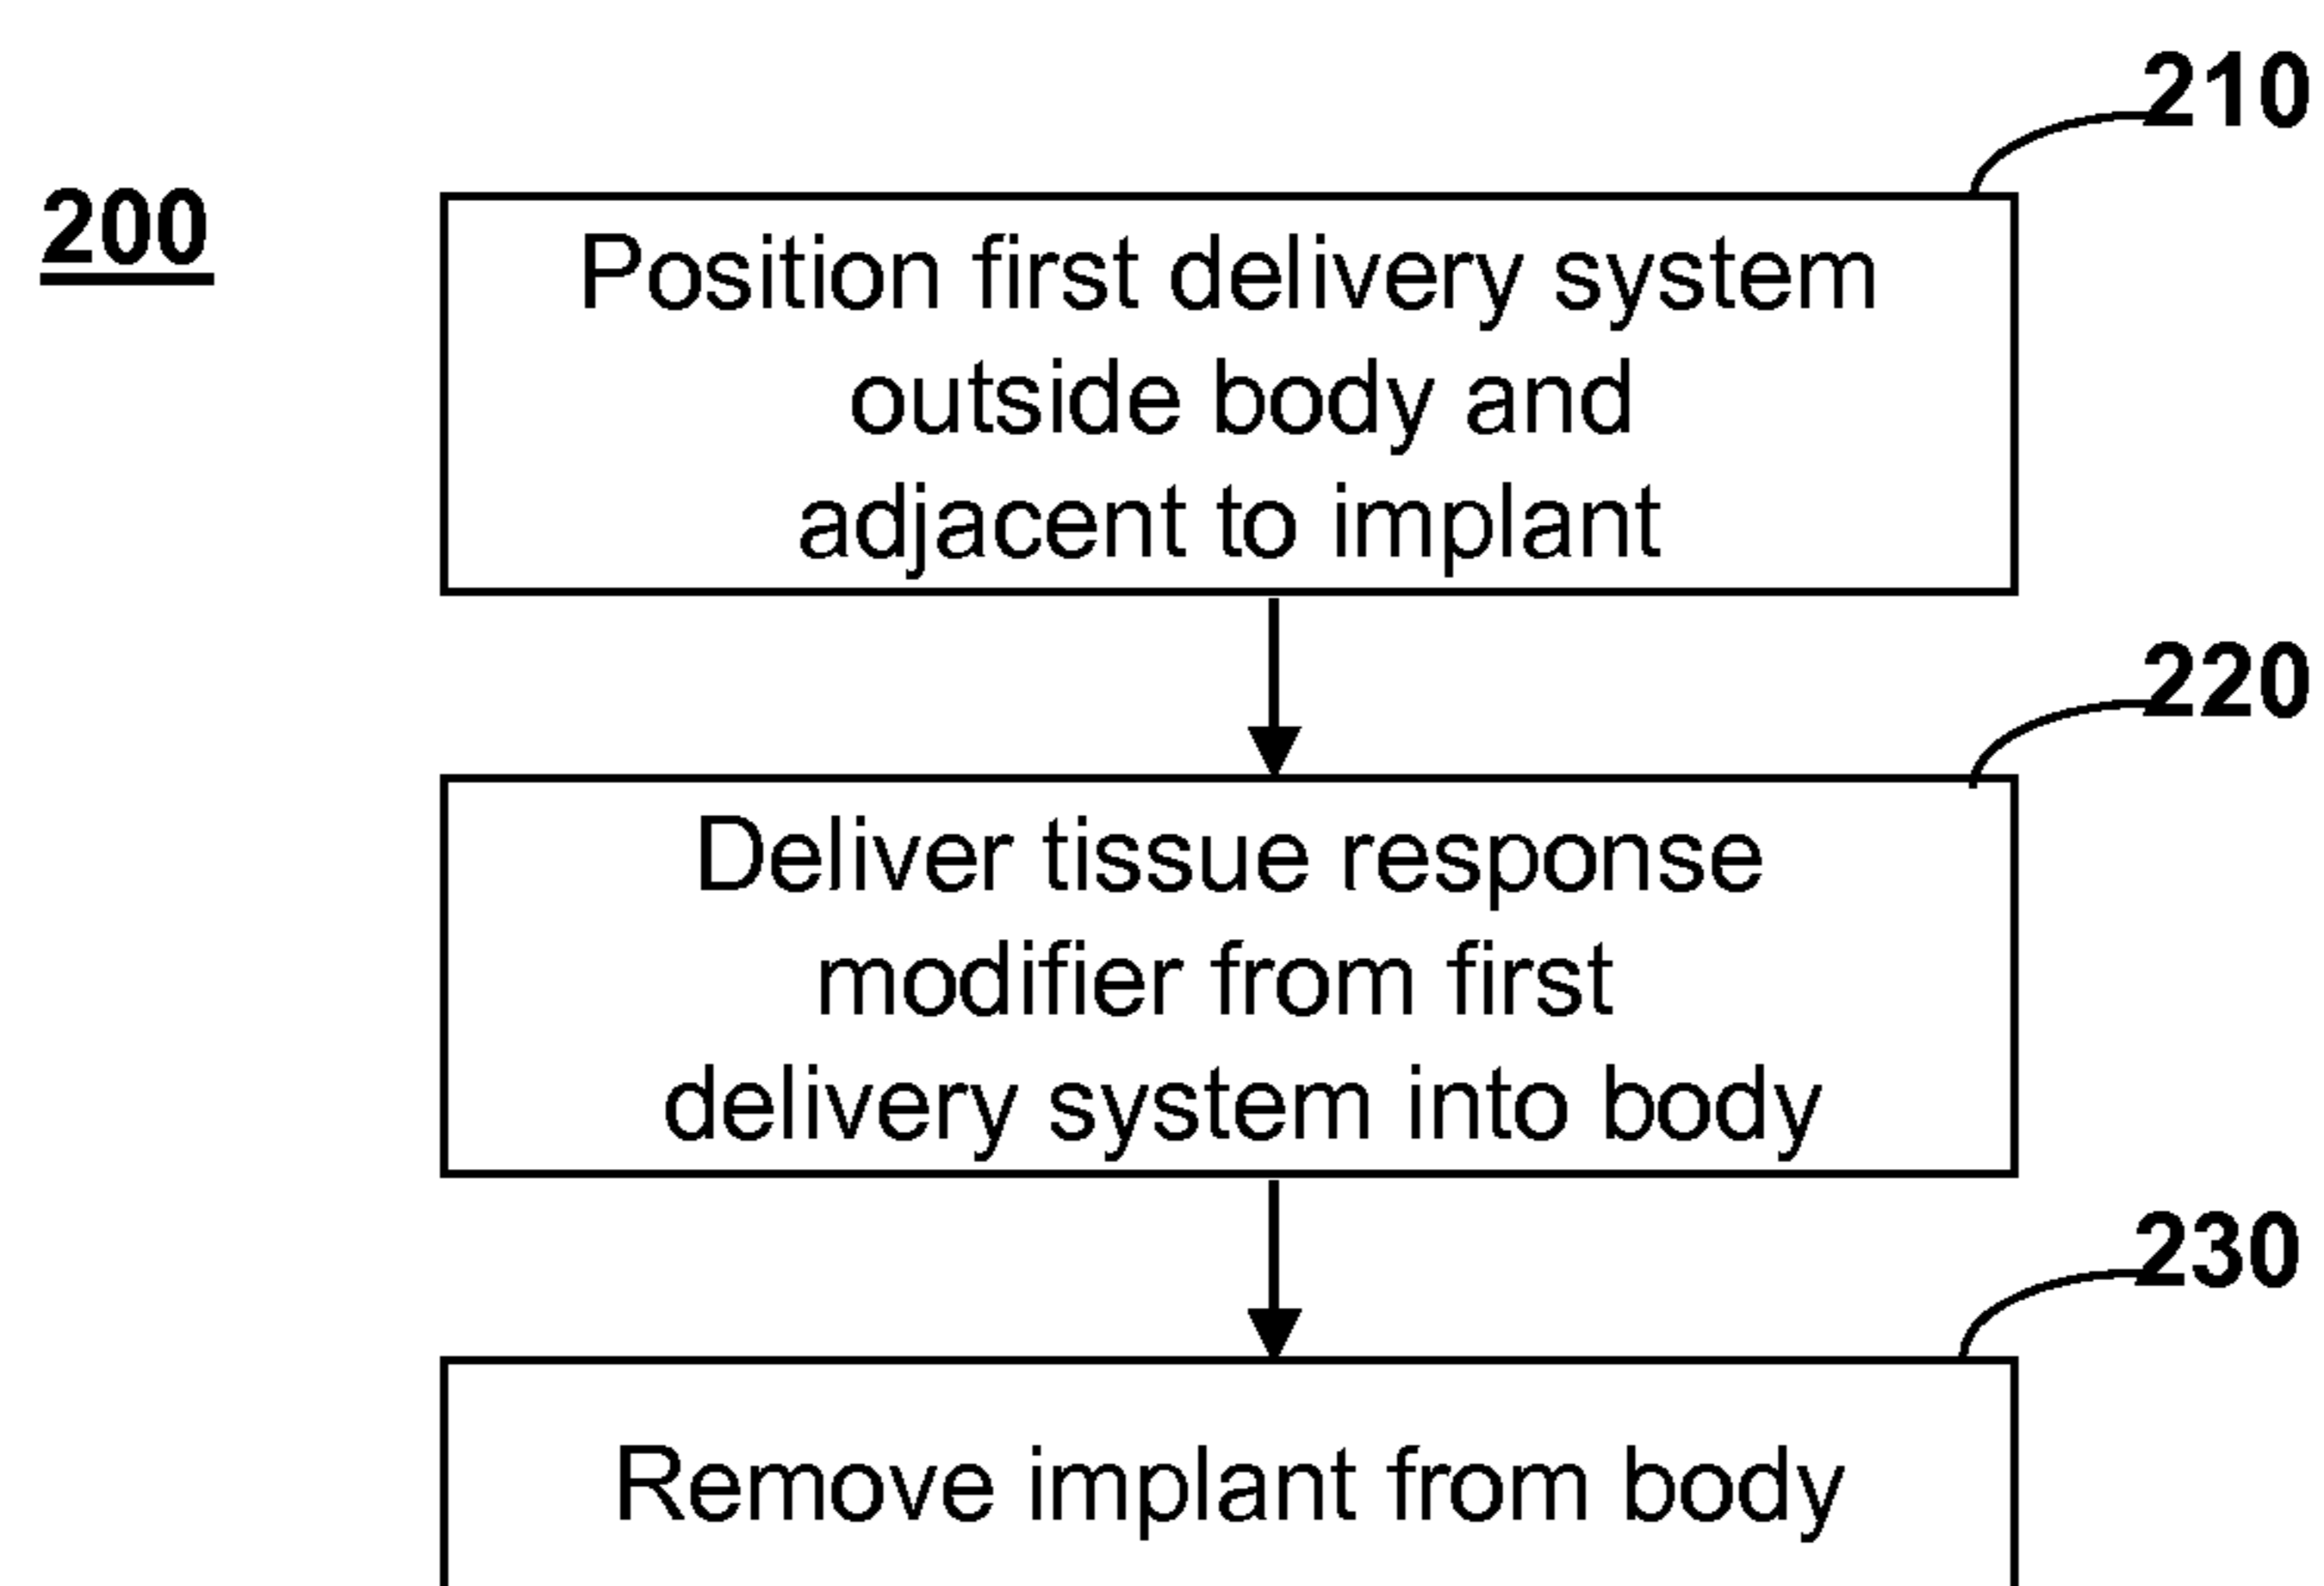 210
200
Position first delivery system
outside body and
adjacent to implant
220
Deliver tissue response
modifier from first
delivery system into body
230
Remove implant from body